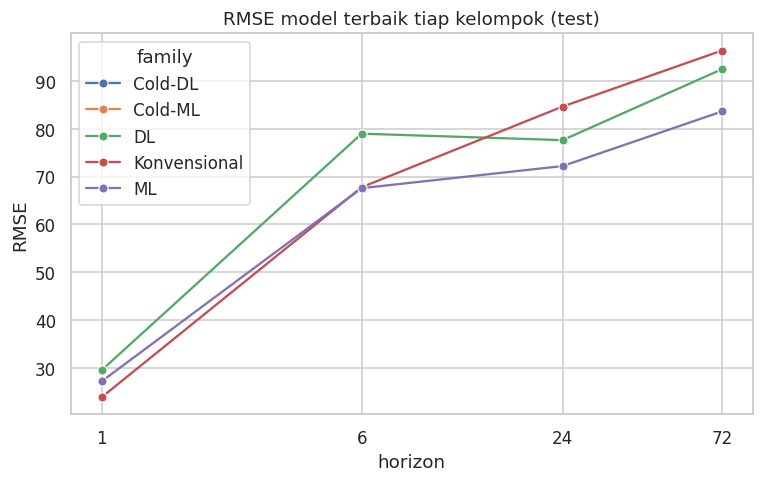 RMSE model terbaik tiap kelompok (test)
family
Cold-DL
Cold-ML
DL
Konvensional
ML
90
80
70
60
50
40
30
RMSE
1 6 24 72
horizon